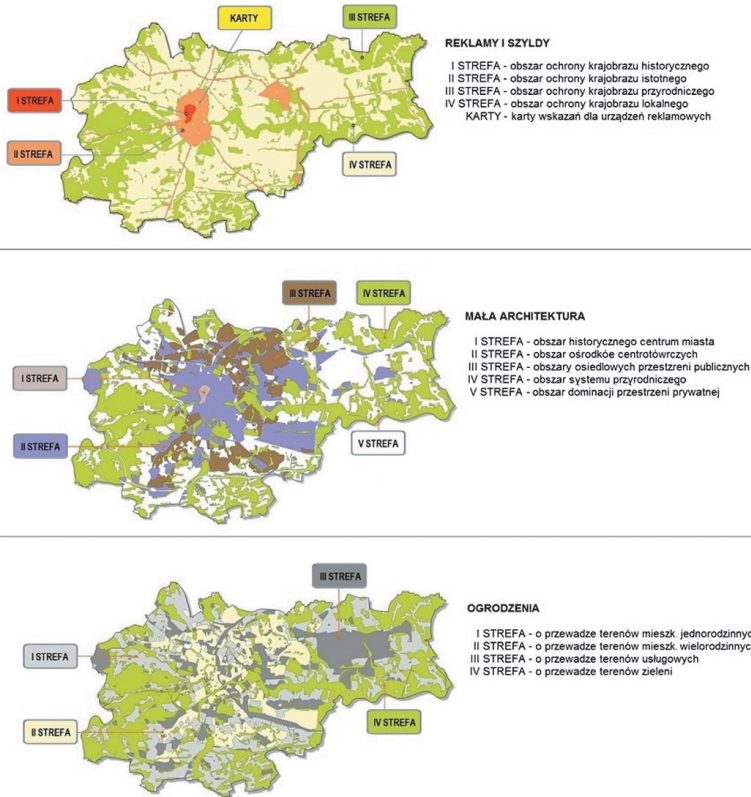 KARTY
III STREFA
I STREFA
II STREFA
IV STREFA
REKLAMY I SZYLDY
I STREFA - obszar ochrony krajobrazu historycznego
II STREFA - obszar ochrony krajobrazu istotnego
III STREFA - obszar ochrony krajobrazu przyrodniczego
IV STREFA - obszar ochrony krajobrazu lokalnego
KARTY - karty wskazań dla urządzeń reklamowych
III STREFA
IV STREFA
I STREFA
II STREFA
V STREFA
MAŁA ARCHITEKTURA
I STREFA - obszar historycznego centrum miasta
II STREFA - obszar ośrodkóe centrotówrczych
III STREFA - obszary osiedlowych przestrzeni publicznych
IV STREFA - obszar systemu przyrodniczego
V STREFA - obszar dominacji przestrzeni prywatnej
III STREFA
I STREFA
II STREFA
IV STREFA
OGRODZENIA
I STREFA - o przewadze terenów mieszk. jednorodzinnyc
II STREFA - o przewadze terenów mieszk. wielorodzinnyc
III STREFA - o przewadze terenów usługowych
IV STREFA - o przewadze terenów zieleni